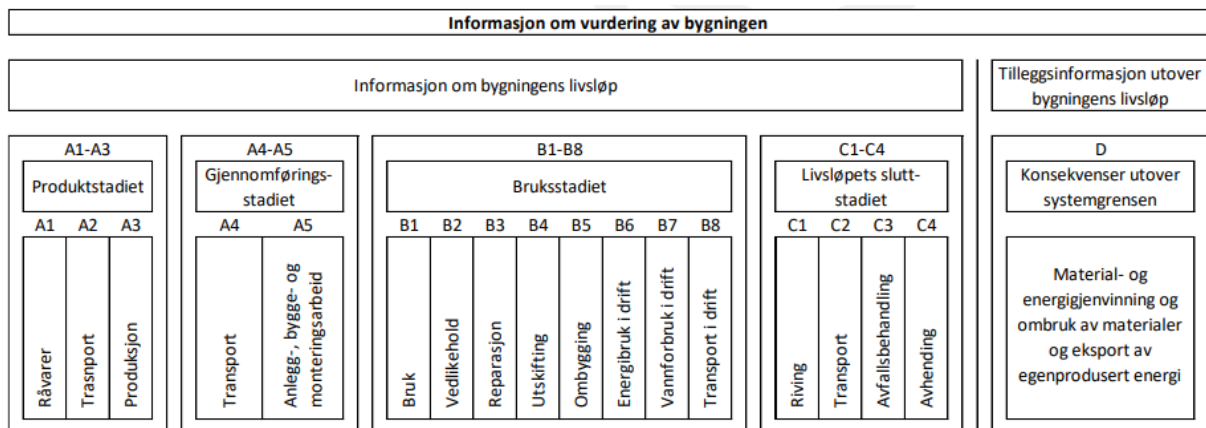 Informasjon om vurdering av bygningen
Informasjon om bygningens livsløp
Tilleggsinformasjon utover
bygningens livsløp
A1-A3
Produktstadiet
A1 A2 A3
Råvarer
Trasnport
Produksjon
A4-A5
Gjennomførings-
stadiet
A4 A5
Transport
Anlegg-, bygge- og
monteringsarbeid
B1-B8
Bruksstadiet
B1 B2 B3 B4 B5 B6 B7 B8
Bruk
Vedlikehold
Reparasjon
Utskifting
Ombygging
Energibruk i drift
Vannforbruk i drift
Transport i drift
C1-C4
Livsløpets slutt-
stadiet
C1 C2 C3 C4
Riving
Transport
Avfallsbehandling
Avhending
D
Konsekvenser utover
systemgrensen
Material- og
energigjenvinning og
ombruk av materialer
og eksport av
egenprodusert energi